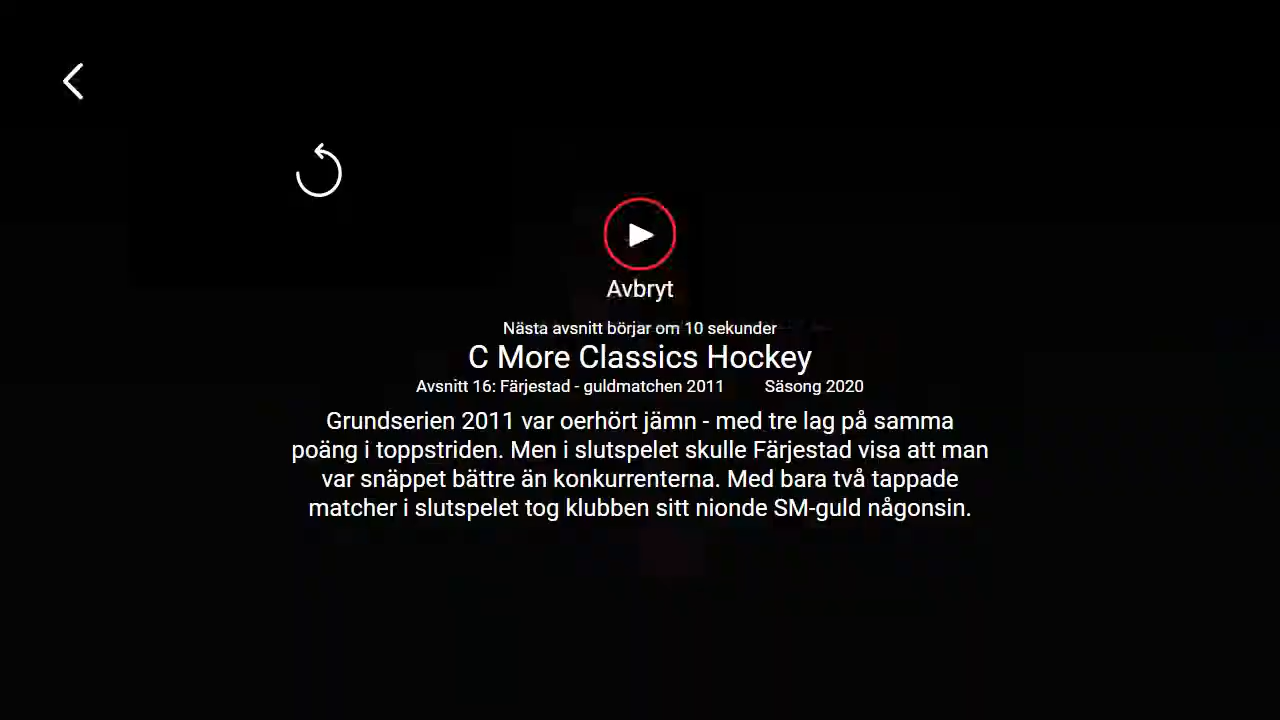 Avbryt
Nästa avsnitt börjar om 10 sekunder
C More Classics Hockey
Avsnitt 16: Färjestad - guldmatchen 2011 Säsong 2020
Grundserien 2011 var oerhört jämn - med tre lag på samma
poäng i toppstriden. Men i slutspelet skulle Färjestad visa att man
var snäppet bättre än konkurrenterna. Med bara två tappade
matcher i slutspelet tog klubben sitt nionde SM-guld någonsin.